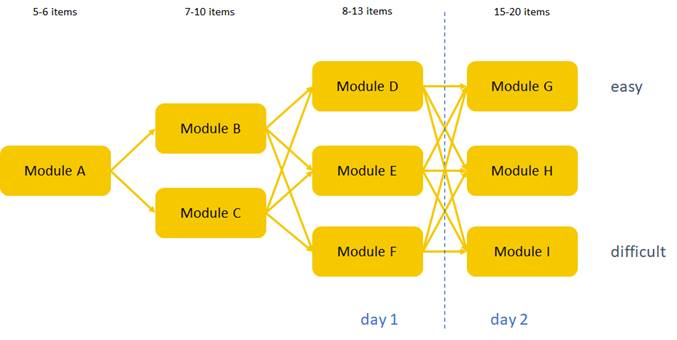 5-6 items
7-10 items
8-13 items
15-20 items
Module A
Module B
Module C
Module D
Module E
Module F
Module G
Module H
Module I
easy
difficult
day 1
day 2